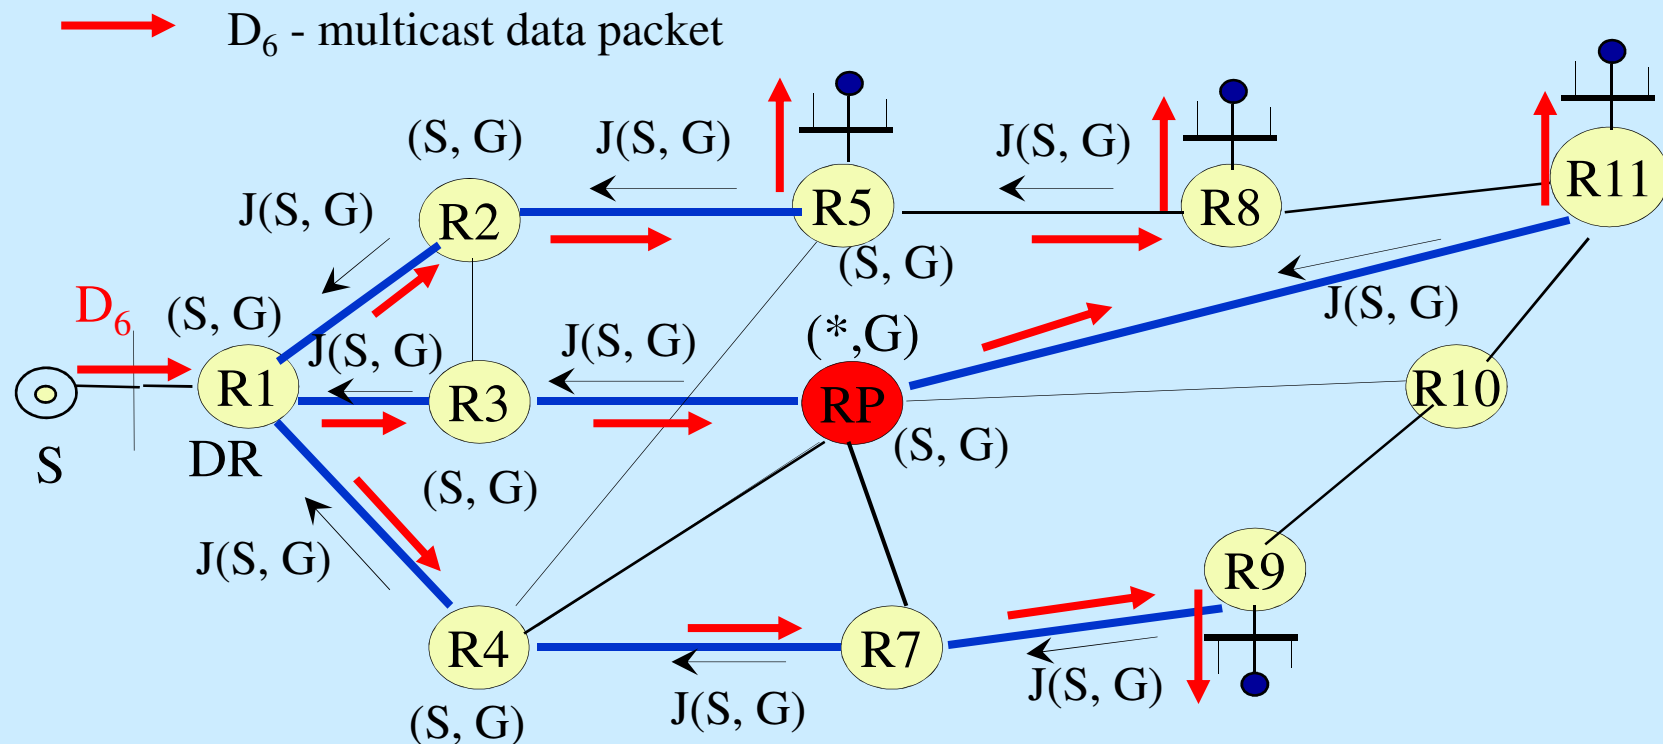 D6 - multicast data packet
(S, G)
J(S, G)
J(S, G)
R11
R5
R8
J(S, G)
R2
(S, G)
D6
(S, G)
J(S, G)
J(S, G)
J(S, G)
(*,G)
R1
R3
RP
R10
S
DR
(S, G)
(S, G)
J(S, G)
R9
R4
R7
J(S, G)
(S, G)
J(S, G)